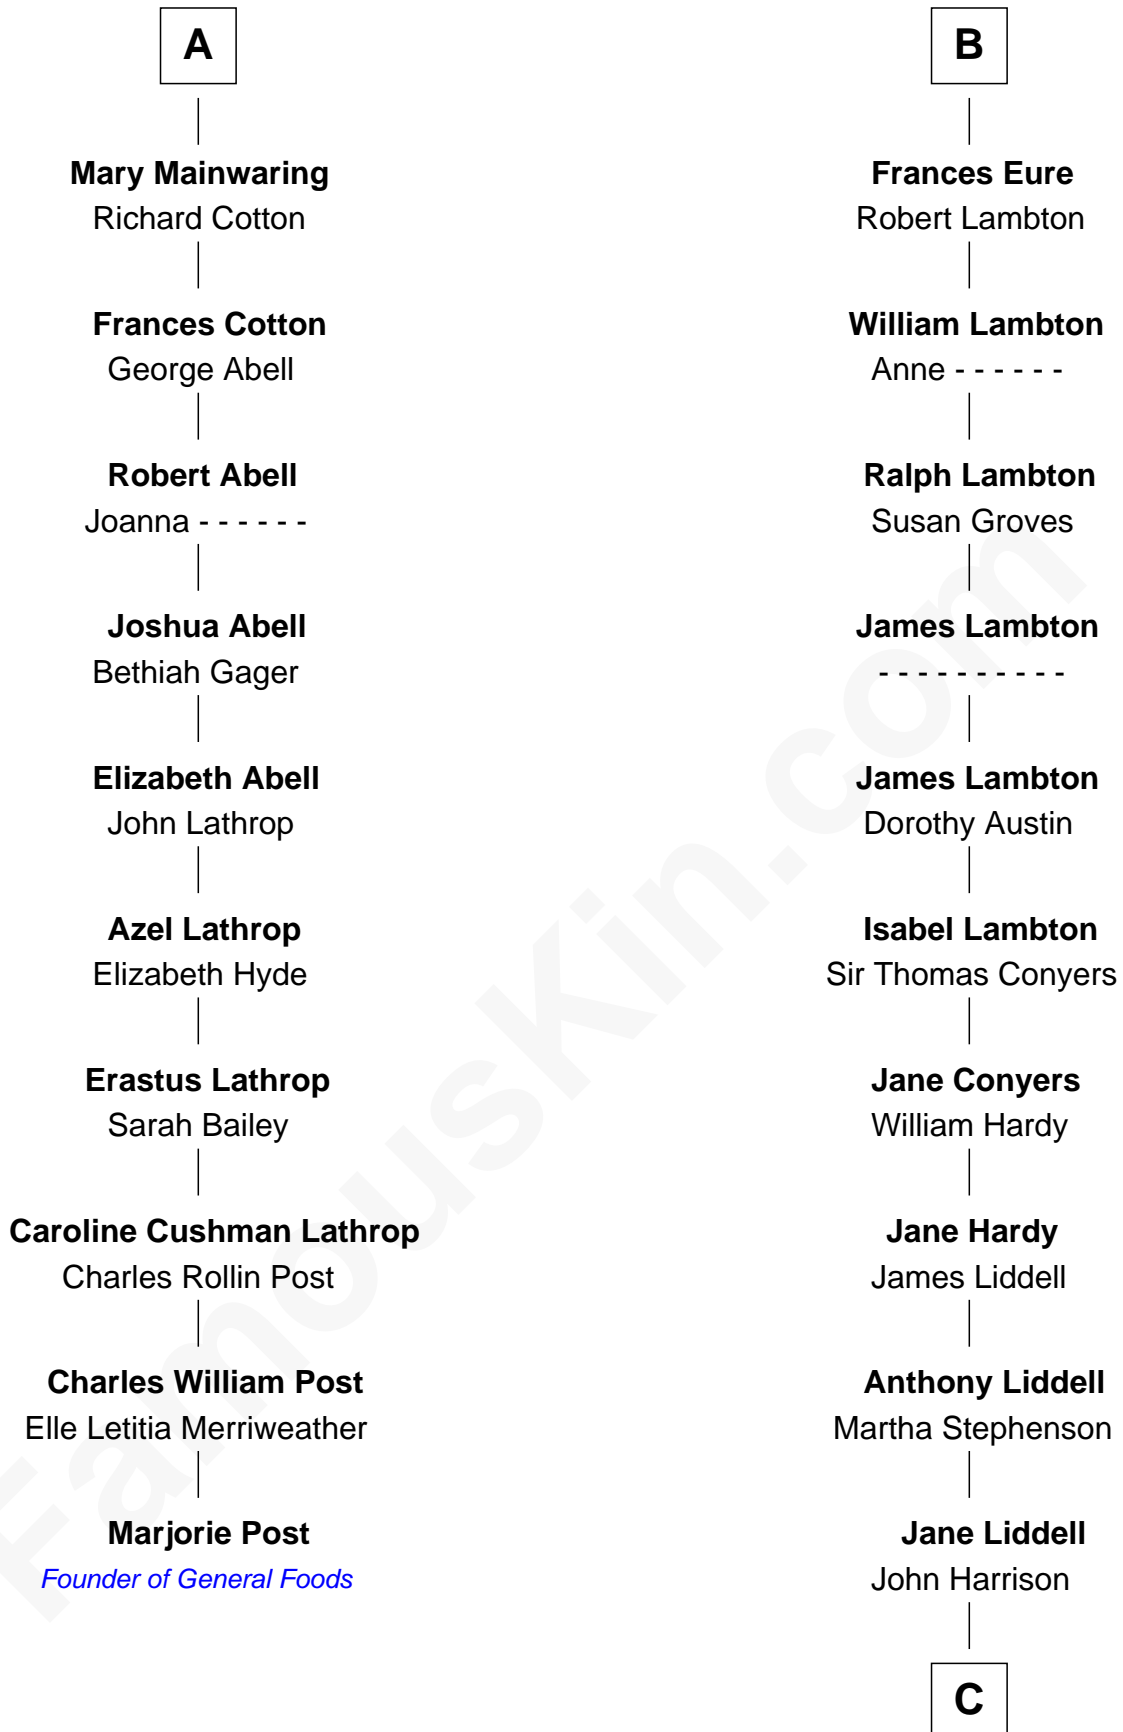 A
Mary Mainwaring
Richard Cotton
Frances Cotton
George Abell
Robert Abell
Joanna - - - - - -
Joshua Abell
Bethiah Gager
Elizabeth Abell
John Lathrop
Azel Lathrop
Elizabeth Hyde
Erastus Lathrop
Sarah Bailey
Caroline Cushman Lathrop
Charles Rollin Post
Charles William Post
Elle Letitia Merriweather
Marjorie Post
Founder of General Foods
B
Frances Eure
Robert Lambton
William Lambton
Anne - - - - - -
Ralph Lambton
Susan Groves
James Lambton
- - - - - - - - - -
James Lambton
Dorothy Austin
Isabel Lambton
Sir Thomas Conyers
Jane Conyers
William Hardy
Jane Hardy
James Liddell
Anthony Liddell
Martha Stephenson
Jane Liddell
John Harrison
C
FamousKin.com